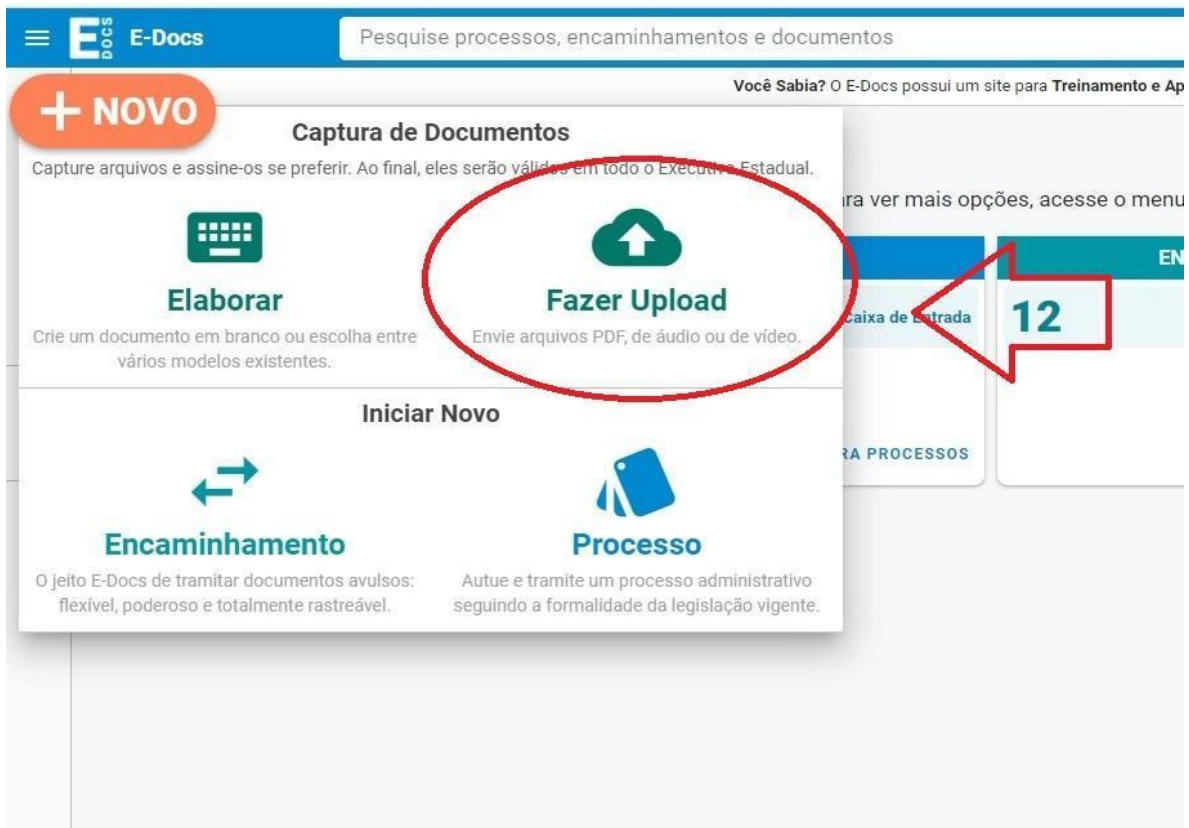 E DOCS E-Docs Pesquise processos, encaminhamentos e documentos
Você Sabia? O E-Docs possui um site para Treinamento e Ap
+ NOVO
Captura de Documentos
Capture arquivos e assine-os se preferir. Ao final, eles serão válidos em todo o Executivo Estadual.
Elaborar
Crie um documento em branco ou escolha entre
vários modelos existentes.
Fazer Upload
Envie arquivos PDF, de áudio ou de vídeo.
Iniciar Novo
Encaminhamento
O jeito E-Docs de tramitar documentos avulsos:
flexível, poderoso e totalmente rastreável.
Processo
Autue e tramite um processo administrativo
seguindo a formalidade da legislação vigente.
ra ver mais opções, acesse o menu
Caixa de Entrada
RA PROCESSOS
EN
12